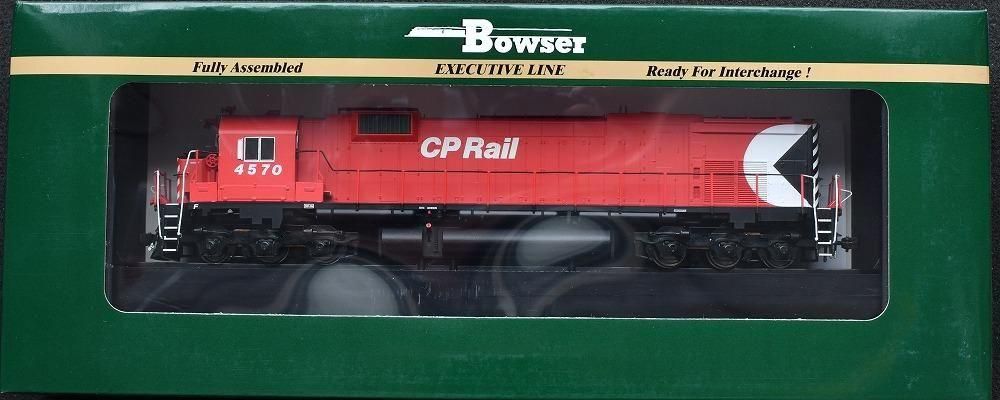 Bowser
Fully Assembled EXECUTIVE LINE Ready For Interchange !
CP Rail
4570
F